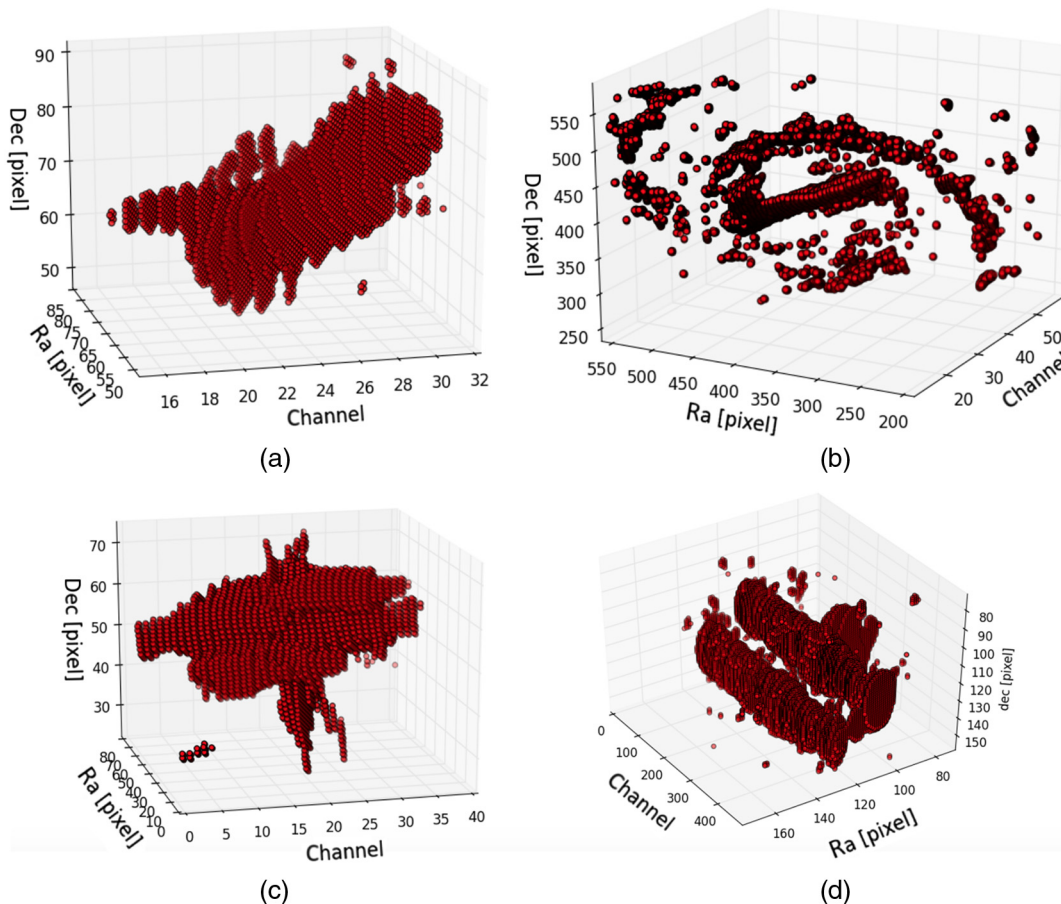 90
80
70
60
50
Dec [pixel]
85
80
75
70
65
60
55
50
Ra [pixel]
16 18 20 22 24 26 28 30 32
Channel
(a)
550
500
450
400
350
300
250
Dec [pixel]
550 500 450 400 350 300 250 200
Ra [pixel]
20 30 40 50
Channel
(b)
70
60
50
40
30
Dec [pixel]
80
70
60
50
40
30
20
10
0
Ra [pixel]
0 5 10 15 20 25 30 35 40
Channel
(c)
80
90
100
110
120
130
140
150
dec [pixel]
0
100
200
300
400
Channel
160 140 120 100 80
Ra [pixel]
(d)